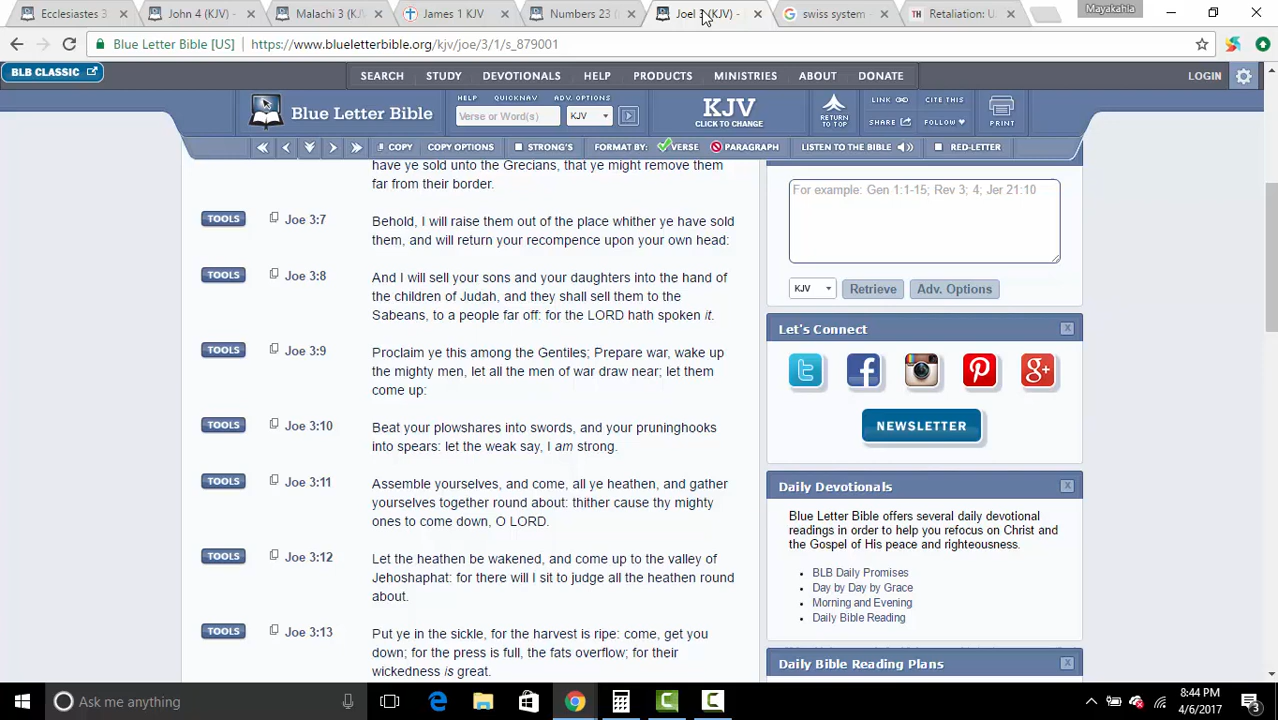 Ecclesiastes 3
John 4 (KJV) -
Malachi 3 (KJV
James 1 KJV
Numbers 23 (
Joel 3 (KJV) -
swiss system -
Retaliation: U
Mayakahla
Blue Letter Bible [US]
https://www.blueletterbible.org/kjv/joe/3/1/s_879001
BLB CLASSIC
SEARCH STUDY DEVOTIONALS HELP PRODUCTS MINISTRIES ABOUT DONATE
LOGIN
Blue Letter Bible
HELP QUICKNAV ADV. OPTIONS
Verse or Word(s) KJV
KJV
CLICK TO CHANGE
RETURN
TO TOP
LINK CITE THIS
SHARE FOLLOW
PRINT
COPY COPY OPTIONS STRONG'S FORMAT BY: VERSE PARAGRAPH LISTEN TO THE BIBLE RED-LETTER
have ye sold unto the Grecians, that ye might remove them
far from their border.
TOOLS Joe 3:7 Behold, I will raise them out of the place whither ye have sold
them, and will return your recompence upon your own head:
TOOLS Joe 3:8 And I will sell your sons and your daughters into the hand of
the children of Judah, and they shall sell them to the
Sabeans, to a people far off: for the LORD hath spoken it.
TOOLS Joe 3:9 Proclaim ye this among the Gentiles; Prepare war, wake up
the mighty men, let all the men of war draw near; let them
come up:
TOOLS Joe 3:10 Beat your plowshares into swords, and your pruninghooks
into spears: let the weak say, I am strong.
TOOLS Joe 3:11 Assemble yourselves, and come, all ye heathen, and gather
yourselves together round about: thither cause thy mighty
ones to come down, O LORD.
TOOLS Joe 3:12 Let the heathen be wakened, and come up to the valley of
Jehoshaphat: for there will I sit to judge all the heathen round
about.
TOOLS Joe 3:13 Put ye in the sickle, for the harvest is ripe: come, get you
down; for the press is full, the fats overflow; for their
wickedness is great.
For example: Gen 1:1-15; Rev 3; 4; Jer 21:10
KJV Retrieve Adv. Options
Let's Connect
NEWSLETTER
Daily Devotionals
Blue Letter Bible offers several daily devotional
readings in order to help you refocus on Christ and
the Gospel of His peace and righteousness.
BLB Daily Promises
Day by Day by Grace
Morning and Evening
Daily Bible Reading
Daily Bible Reading Plans
Ask me anything
8:44 PM
4/6/2017
3